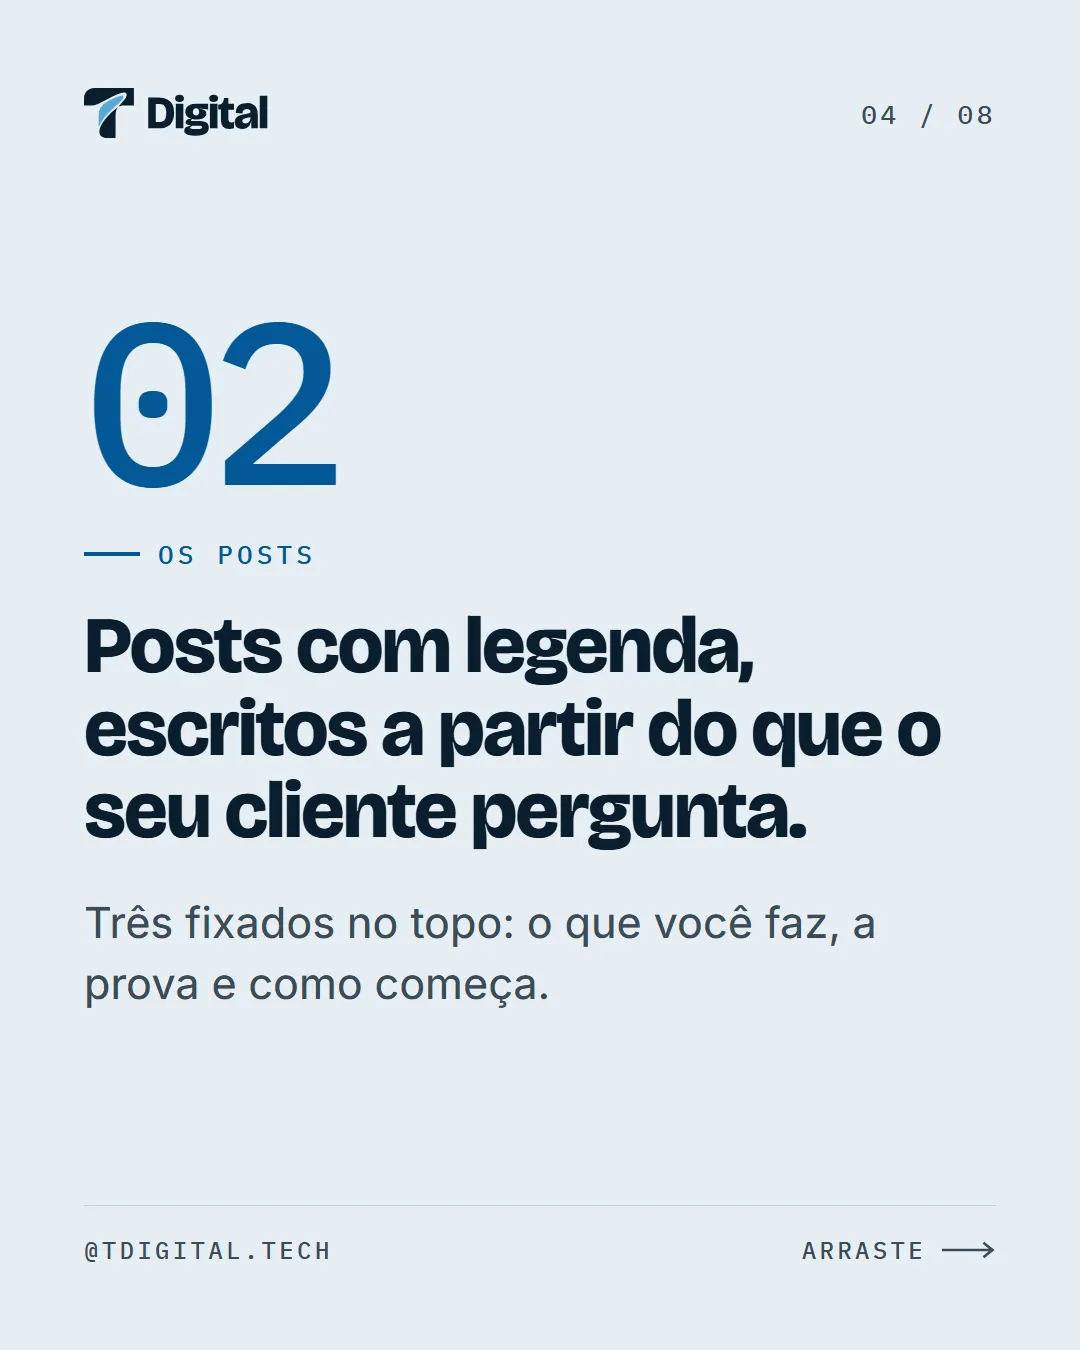 T Digital
04 / 08
02
OS POSTS
Posts com legenda,
escritos a partir do que o
seu cliente pergunta.
Três fixados no topo: o que você faz, a
prova e como começa.
@TDIGITAL.TECH
ARRASTE